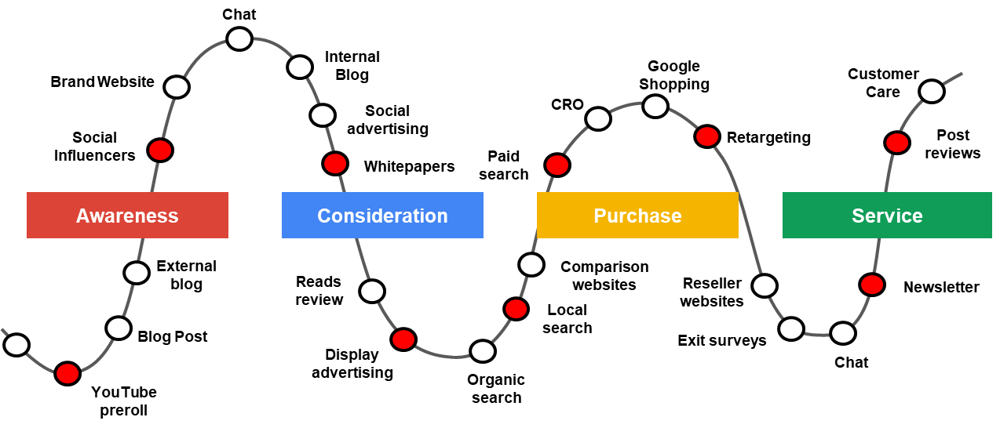 Chat
Internal
Blog
Brand Website
Social
advertising
Social
Influencers
Whitepapers
Google
Shopping
CRO
Paid
search
Retargeting
Customer
Care
Post
reviews
Awareness
Consideration
Purchase
Service
External
blog
Blog Post
YouTube
preroll
Reads
review
Display
advertising
Organic
search
Local
search
Comparison
websites
Reseller
websites
Exit surveys
Chat
Newsletter